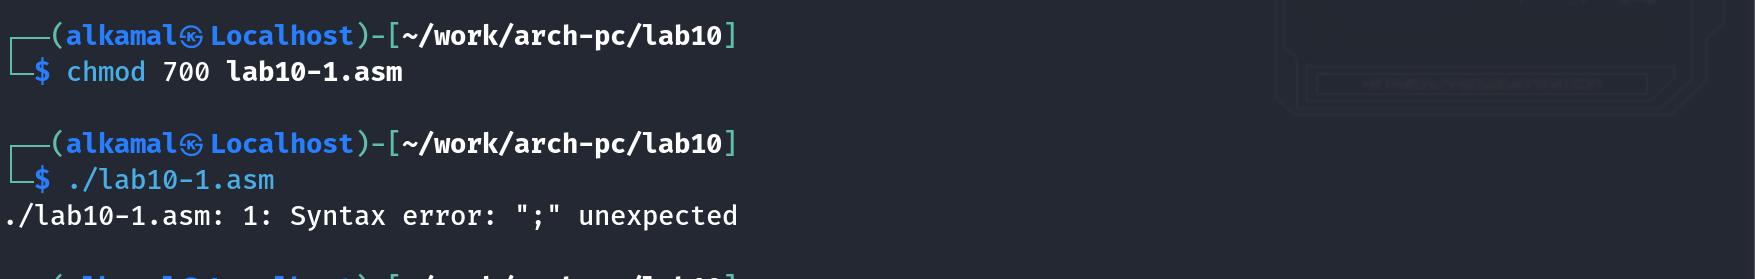 ┌──(alkamal㉿Localhost)-[~/work/arch-pc/lab10]
└─$ chmod 700 lab10-1.asm
┌──(alkamal㉿Localhost)-[~/work/arch-pc/lab10]
└─$ ./lab10-1.asm
./lab10-1.asm: 1: Syntax error: ";" unexpected